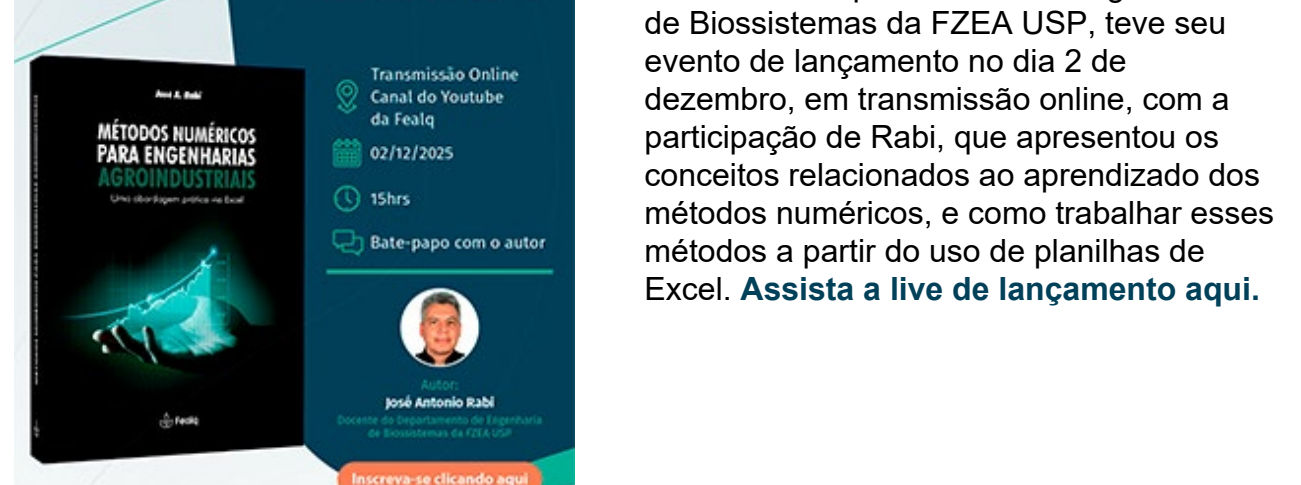 José A. Rabi
MÉTODOS NUMÉRICOS
PARA ENGENHARIAS
AGROINDUSTRIAIS
Uma abordagem prática via Excel
Fealq
Transmissão Online
Canal do Youtube
da Fealq
02/12/2025
15hrs
Bate-papo com o autor
Autor:
José Antonio Rabi
Docente do Departamento de Engenharia
de Biossistemas da FZEA USP
Inscreva-se clicando aqui
de Biossistemas da FZEA USP, teve seu
evento de lançamento no dia 2 de
dezembro, em transmissão online, com a
participação de Rabi, que apresentou os
conceitos relacionados ao aprendizado dos
métodos numéricos, e como trabalhar esses
métodos a partir do uso de planilhas de
Excel. Assista a live de lançamento aqui.